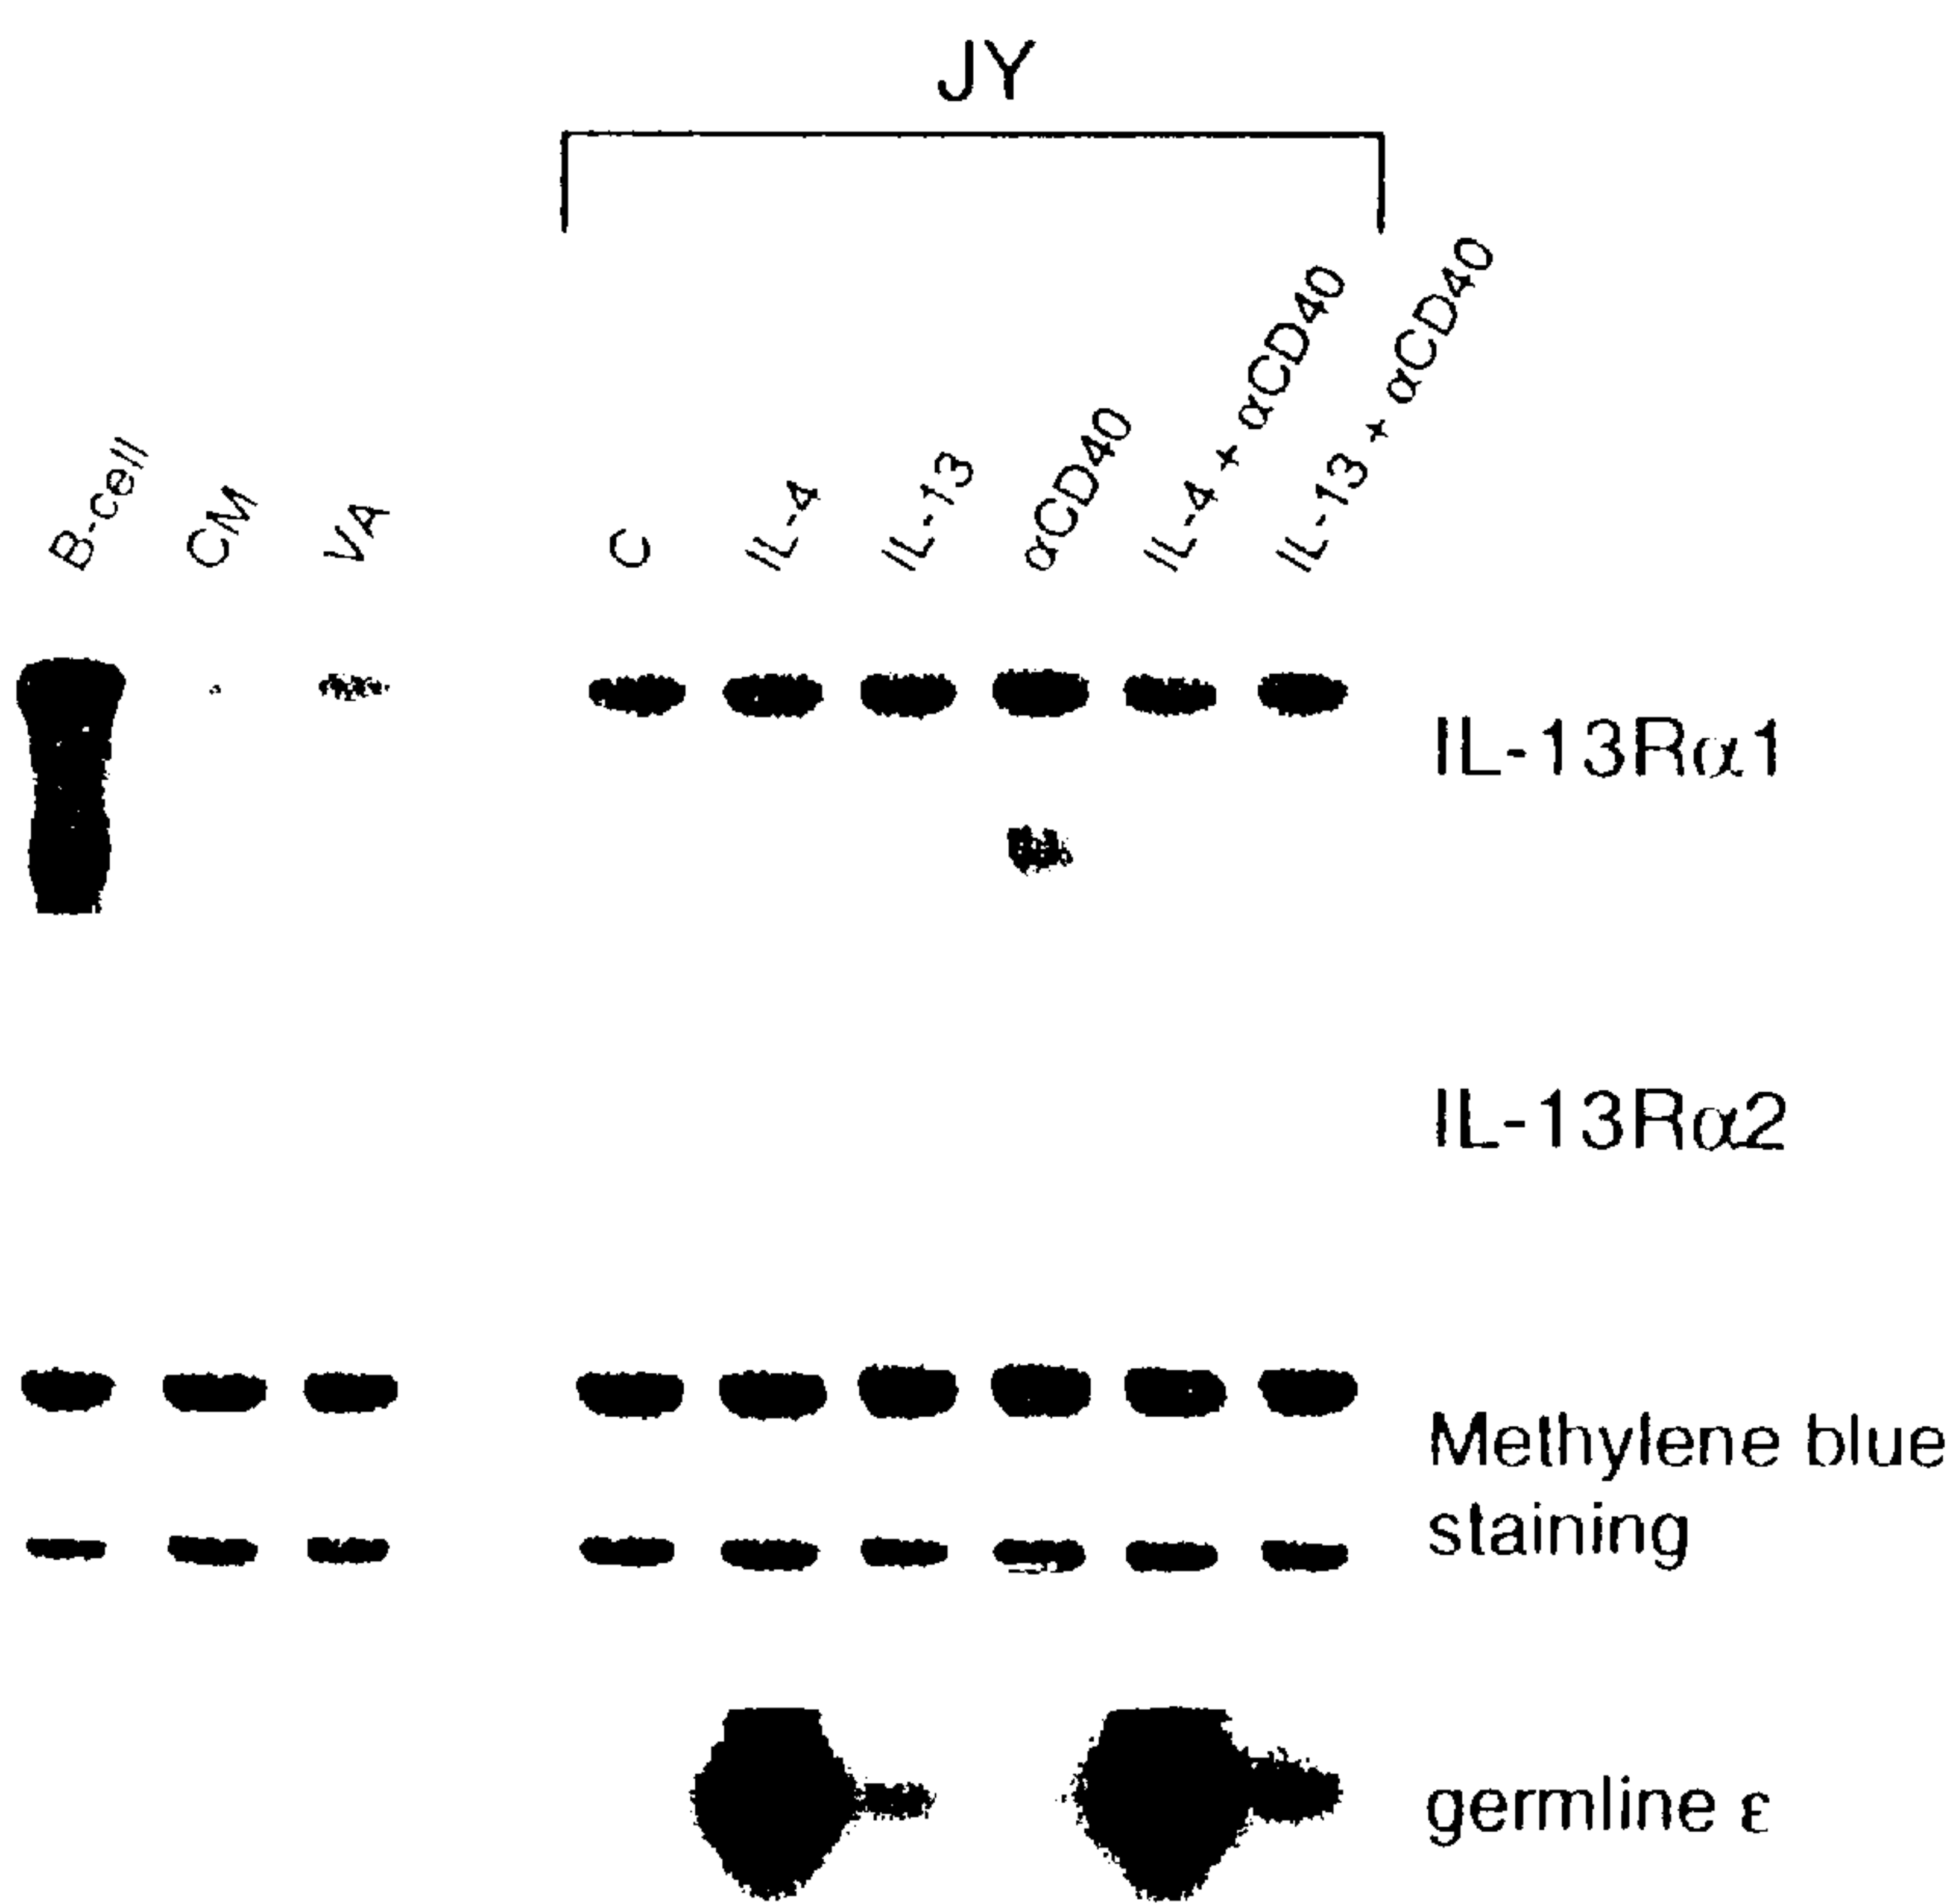 JY
B-cell
CM
VA
C
IL-4
IL-13
αCD40
IL-4 + αCD40
IL-13 + αCD40
IL-13Rα1
IL-13Rα2
Methylene blue
staining
germline ε